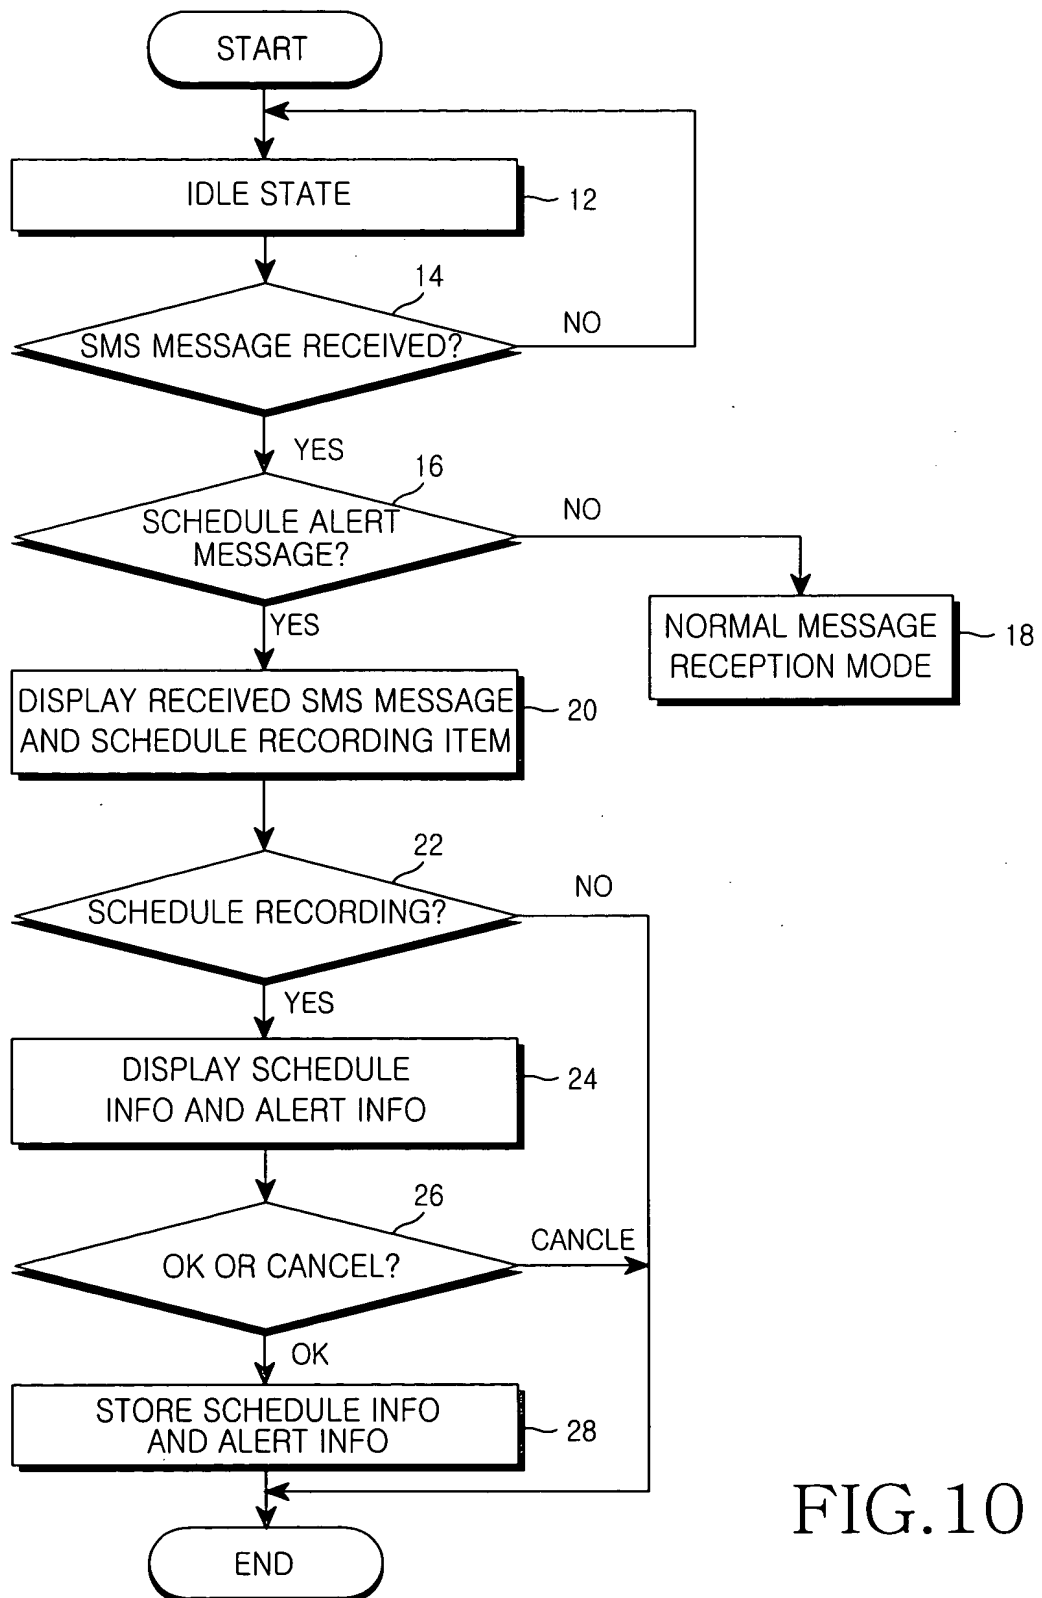 START
IDLE STATE
12
14
SMS MESSAGE RECEIVED?
NO
YES
16
SCHEDULE ALERT
MESSAGE?
NO
YES
NORMAL MESSAGE
RECEPTION MODE
18
DISPLAY RECEIVED SMS MESSAGE
AND SCHEDULE RECORDING ITEM
20
22
SCHEDULE RECORDING?
NO
YES
DISPLAY SCHEDULE
INFO AND ALERT INFO
24
26
OK OR CANCEL?
CANCLE
OK
STORE SCHEDULE INFO
AND ALERT INFO
28
END
FIG.10